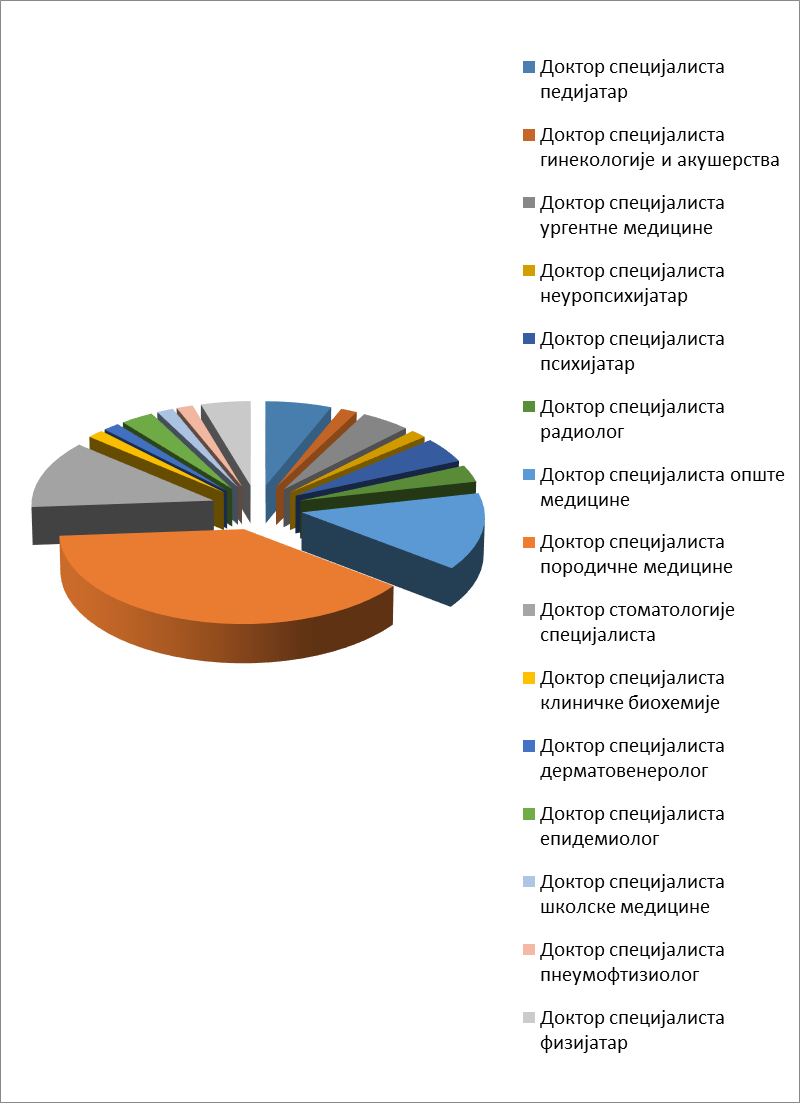 Доктор специјалиста
педијатар
Доктор специјалиста
гинекологије и акушерства
Доктор специјалиста
ургентне медицине
Доктор специјалиста
неуропсихијатар
Доктор специјалиста
психијатар
Доктор специјалиста
радиолог
Доктор специјалиста опште
медицине
Доктор специјалиста
породичне медицине
Доктор стоматологије
специјалиста
Доктор специјалиста
клиничке биохемије
Доктор специјалиста
дерматовенеролог
Доктор специјалиста
епидемиолог
Доктор специјалиста
школске медицине
Доктор специјалиста
пнеумофтизиолог
Доктор специјалиста
физијатар